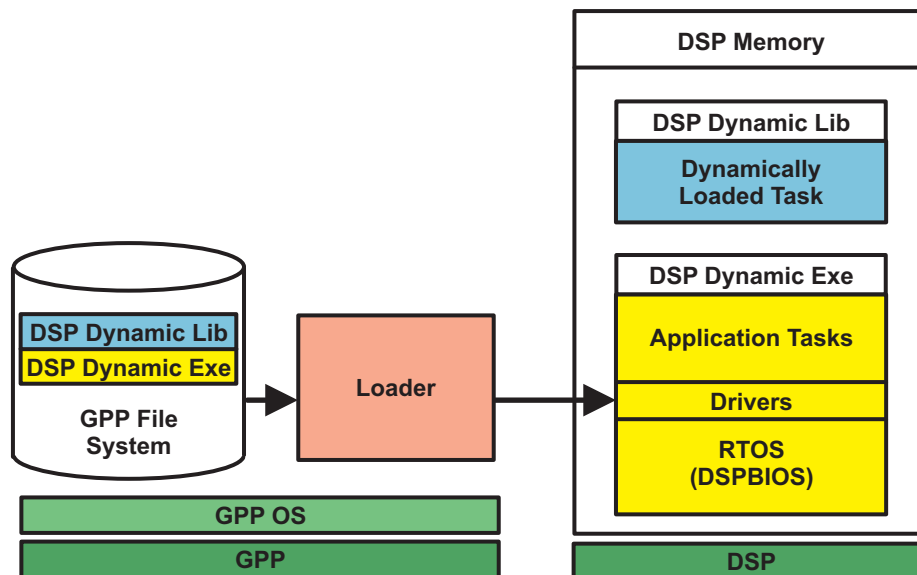 DSP Memory
DSP Dynamic Lib
Dynamically
Loaded Task
DSP Dynamic Exe
Application Tasks
Drivers
RTOS
(DSPBIOS)
DSP Dynamic Lib
DSP Dynamic Exe
GPP File
System
Loader
GPP OS
GPP
DSP